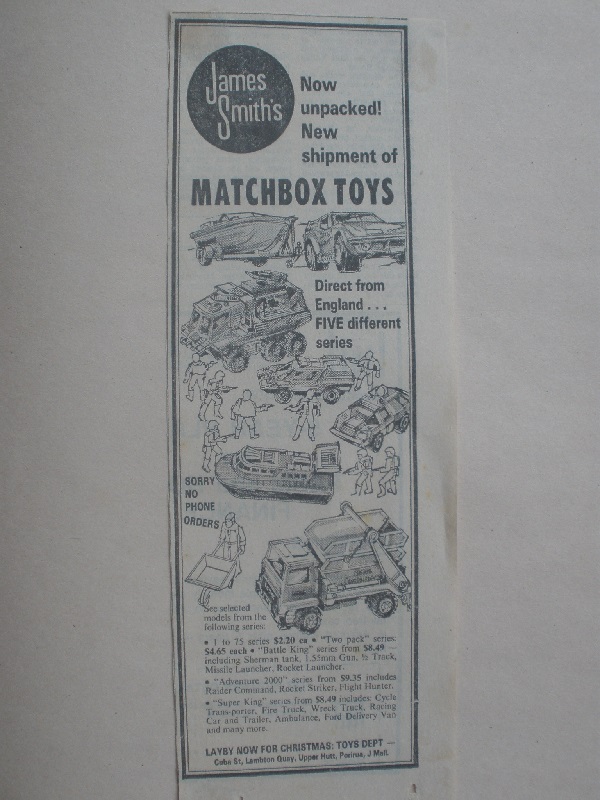 James
Smith's
Now
unpacked!
New
shipment of
MATCHBOX TOYS
Direct from
England . . .
FIVE different
series
SORRY
NO
PHONE
ORDERS
See selected
models from the
following series:
• 1 to 75 series $2.20 ea • "Two pack" series
$4.65 each • "Battle King" series from $8.49 —
including Sherman tank, 1.55mm Gun, ½ Track,
Missile Launcher, Rocket Launcher.
• "Adventure 2000" series from $9.35 includes
Raider Command, Rocket Striker, Flight Hunter.
• "Super King" series from $8.49 includes: Cycle
Trans-porter, Fire Truck, Wreck Truck, Racing
Car and Trailer, Ambulance, Ford Delivery Van
and many more.
LAYBY NOW FOR CHRISTMAS: TOYS DEPT —
Cuba St, Lambton Quay, Upper Hutt, Porirua, J Mall.